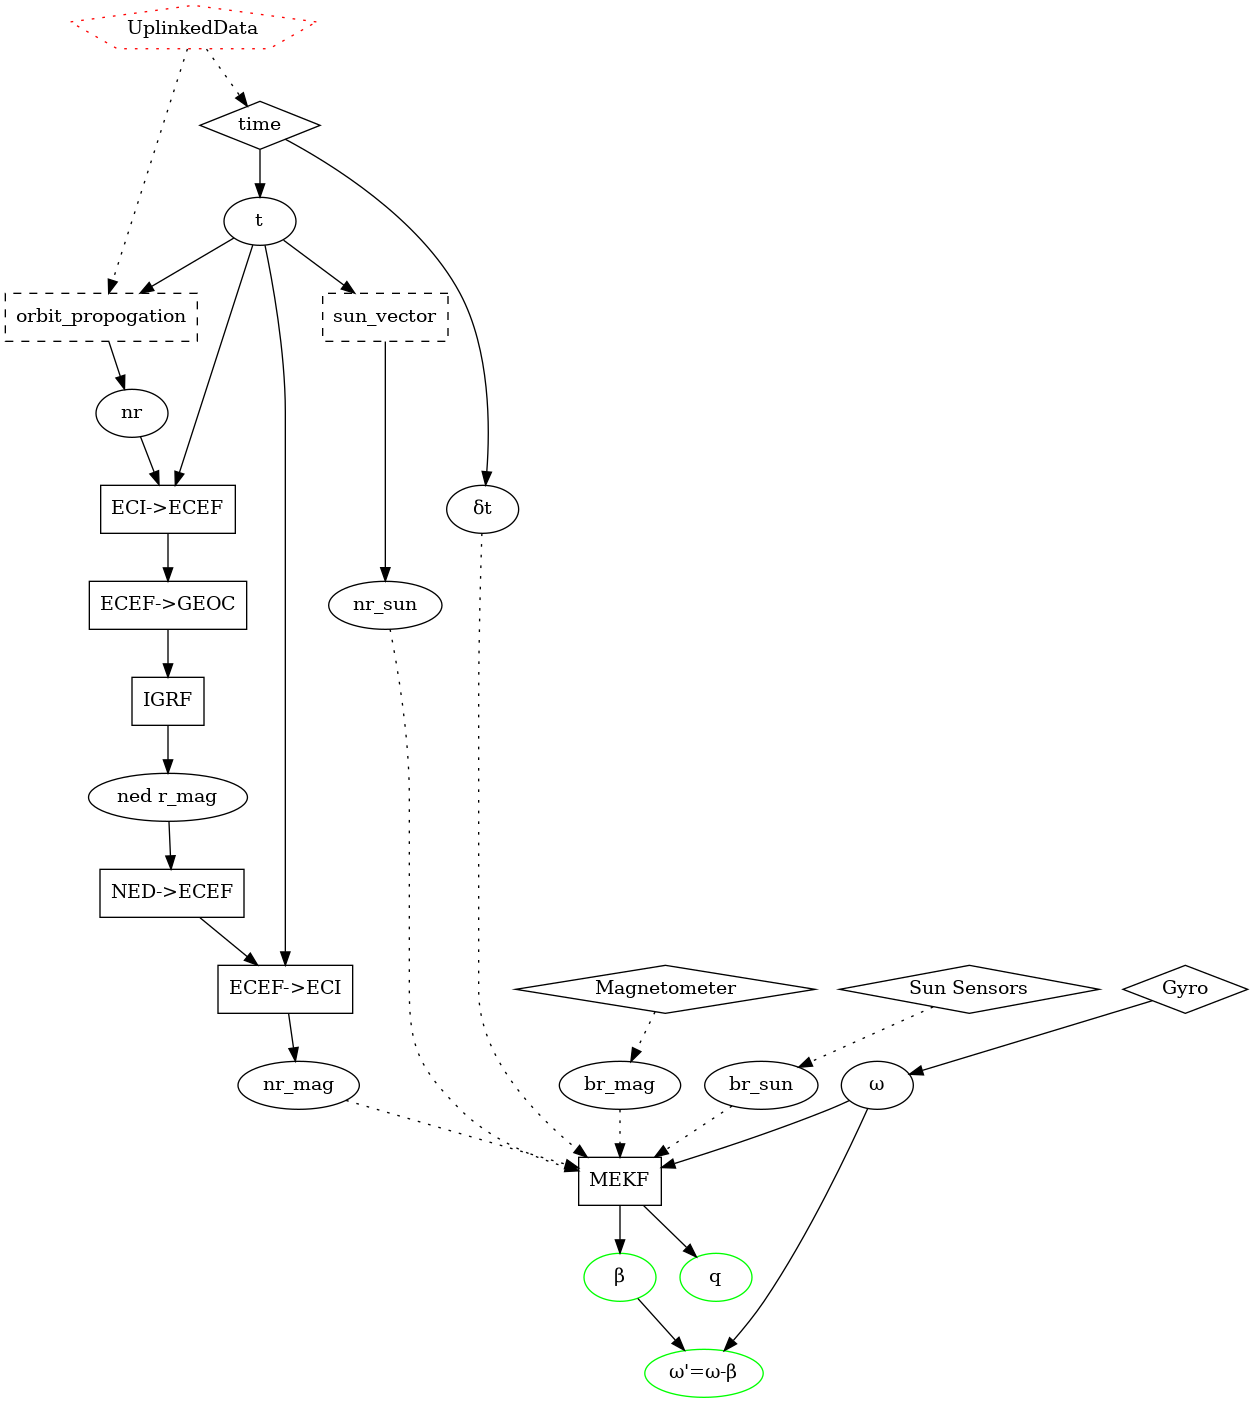 UplinkedData
time
t
orbit_propogation
sun_vector
nr
ECI->ECEF
δt
ECEF->GEOC
nr_sun
IGRF
ned r_mag
NED->ECEF
ECEF->ECI
Magnetometer
Sun Sensors
Gyro
nr_mag
br_mag
br_sun
ω
MEKF
β
q
ω'=ω-β